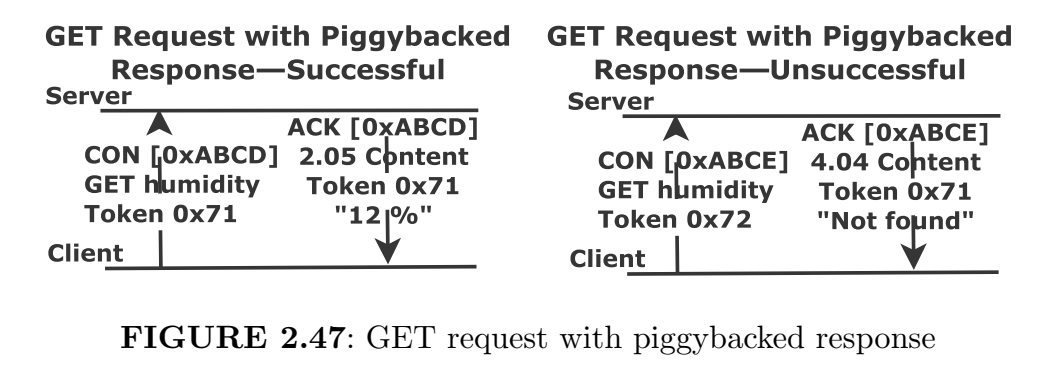 GET Request with Piggybacked
Response—Successful
Server
ACK [0xABCD]
CON [0xABCD] 2.05 Content
GET humidity Token 0x71
Token 0x71 "12 %"
Client
GET Request with Piggybacked
Response—Unsuccessful
Server
ACK [0xABCE]
CON [0xABCE] 4.04 Content
GET humidity Token 0x71
Token 0x72 "Not found"
Client
FIGURE 2.47: GET request with piggybacked response